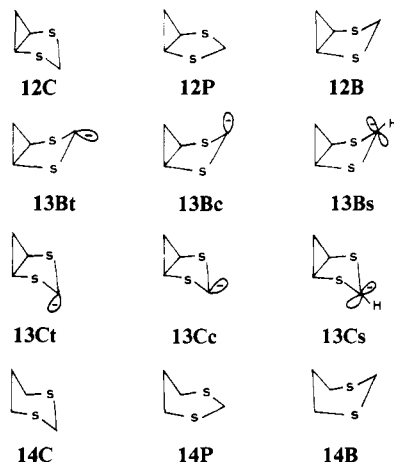 S S S
S S S
12C 12P 12B
S - S - S - H
S S S
13Bt 13Bc 13Bs
S S S
S S S
- - - H
13Ct 13Cc 13Cs
S S S
S S S
14C 14P 14B